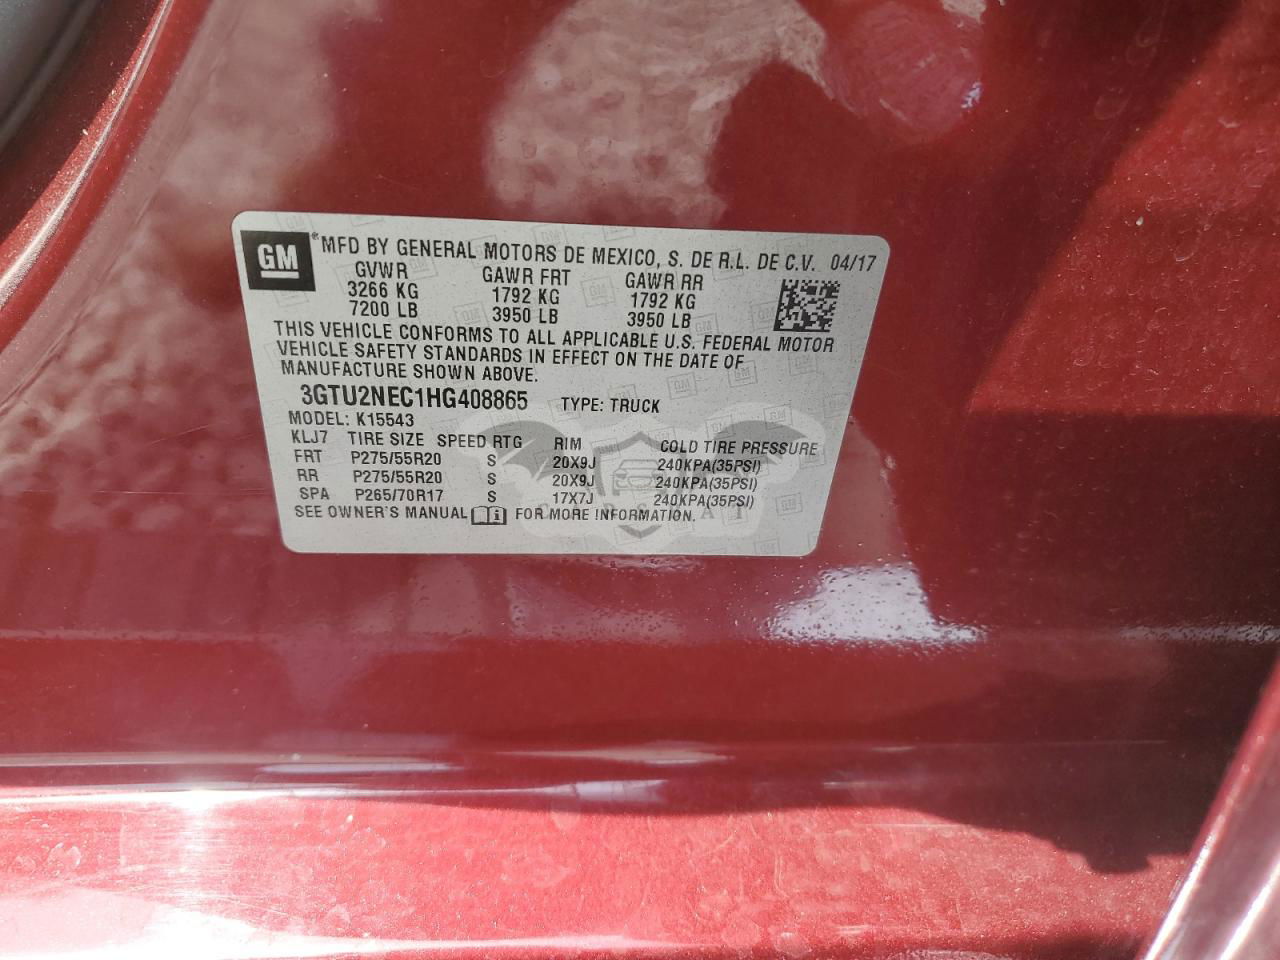 GM ® MFD BY GENERAL MOTORS DE MEXICO, S. DE R.L. DE C.V. 04/17
GVWR GAWR FRT GAWR RR
3266 KG 1792 KG 1792 KG
7200 LB 3950 LB 3950 LB
THIS VEHICLE CONFORMS TO ALL APPLICABLE U.S. FEDERAL MOTOR
VEHICLE SAFETY STANDARDS IN EFFECT ON THE DATE OF
MANUFACTURE SHOWN ABOVE.
3GTU2NEC1HG408865 TYPE: TRUCK
MODEL: K15543
KLJ7 TIRE SIZE SPEED RTG RIM COLD TIRE PRESSURE
FRT P275/55R20 S 20X9J 240KPA(35PSI)
RR P275/55R20 S 20X9J 240KPA(35PSI)
SPA P265/70R17 S 17X7J 240KPA(35PSI)
SEE OWNER'S MANUAL i FOR MORE INFORMATION.